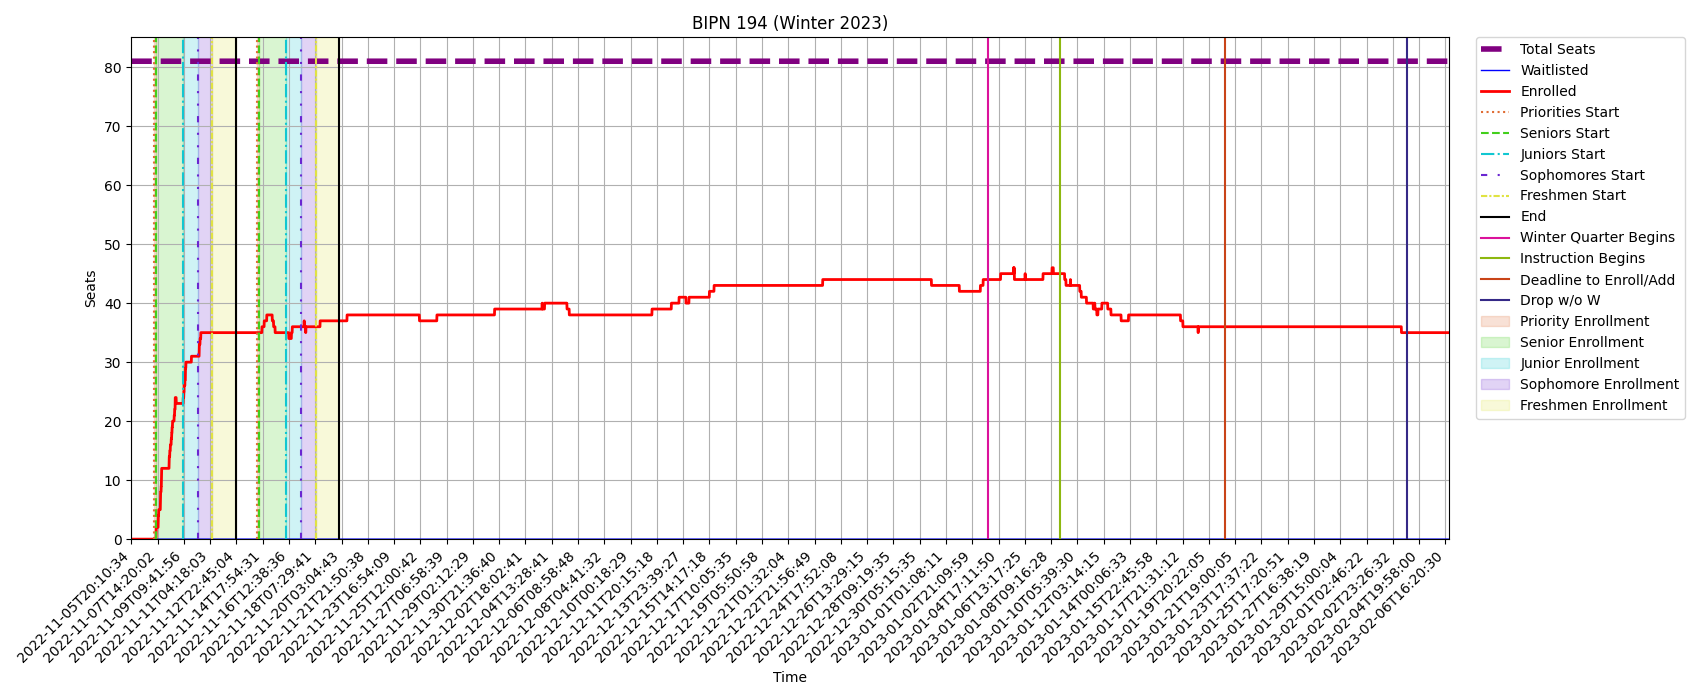 BIPN 194 (Winter 2023)
Seats
80
70
60
50
40
30
20
10
0
2022-11-05T20:10:34
2022-11-07T14:20:02
2022-11-09T09:41:56
2022-11-11T04:18:03
2022-11-12T22:45:04
2022-11-14T17:54:31
2022-11-16T12:38:36
2022-11-18T07:29:41
2022-11-20T03:04:43
2022-11-21T21:50:38
2022-11-23T16:54:09
2022-11-25T12:00:42
2022-11-27T06:58:39
2022-11-29T02:12:29
2022-11-30T21:36:40
2022-12-02T18:02:41
2022-12-04T13:28:41
2022-12-06T08:58:48
2022-12-08T04:41:32
2022-12-10T00:18:29
2022-12-11T20:15:18
2022-12-13T23:39:27
2022-12-15T14:17:18
2022-12-17T10:05:35
2022-12-19T05:50:58
2022-12-21T01:32:04
2022-12-22T21:56:49
2022-12-24T17:52:08
2022-12-26T13:29:15
2022-12-28T09:19:35
2022-12-30T05:15:35
2023-01-01T01:08:11
2023-01-02T21:09:59
2023-01-04T17:11:50
2023-01-06T13:17:25
2023-01-08T09:16:28
2023-01-10T05:39:30
2023-01-12T03:14:15
2023-01-14T00:06:33
2023-01-15T22:45:58
2023-01-17T21:31:12
2023-01-19T20:22:05
2023-01-21T19:00:05
2023-01-23T17:37:22
2023-01-25T17:20:51
2023-01-27T16:38:19
2023-01-29T15:00:04
2023-02-01T02:46:22
2023-02-02T23:26:32
2023-02-04T19:58:00
2023-02-06T16:20:30
Time
Total Seats
Waitlisted
Enrolled
Priorities Start
Seniors Start
Juniors Start
Sophomores Start
Freshmen Start
End
Winter Quarter Begins
Instruction Begins
Deadline to Enroll/Add
Drop w/o W
Priority Enrollment
Senior Enrollment
Junior Enrollment
Sophomore Enrollment
Freshmen Enrollment